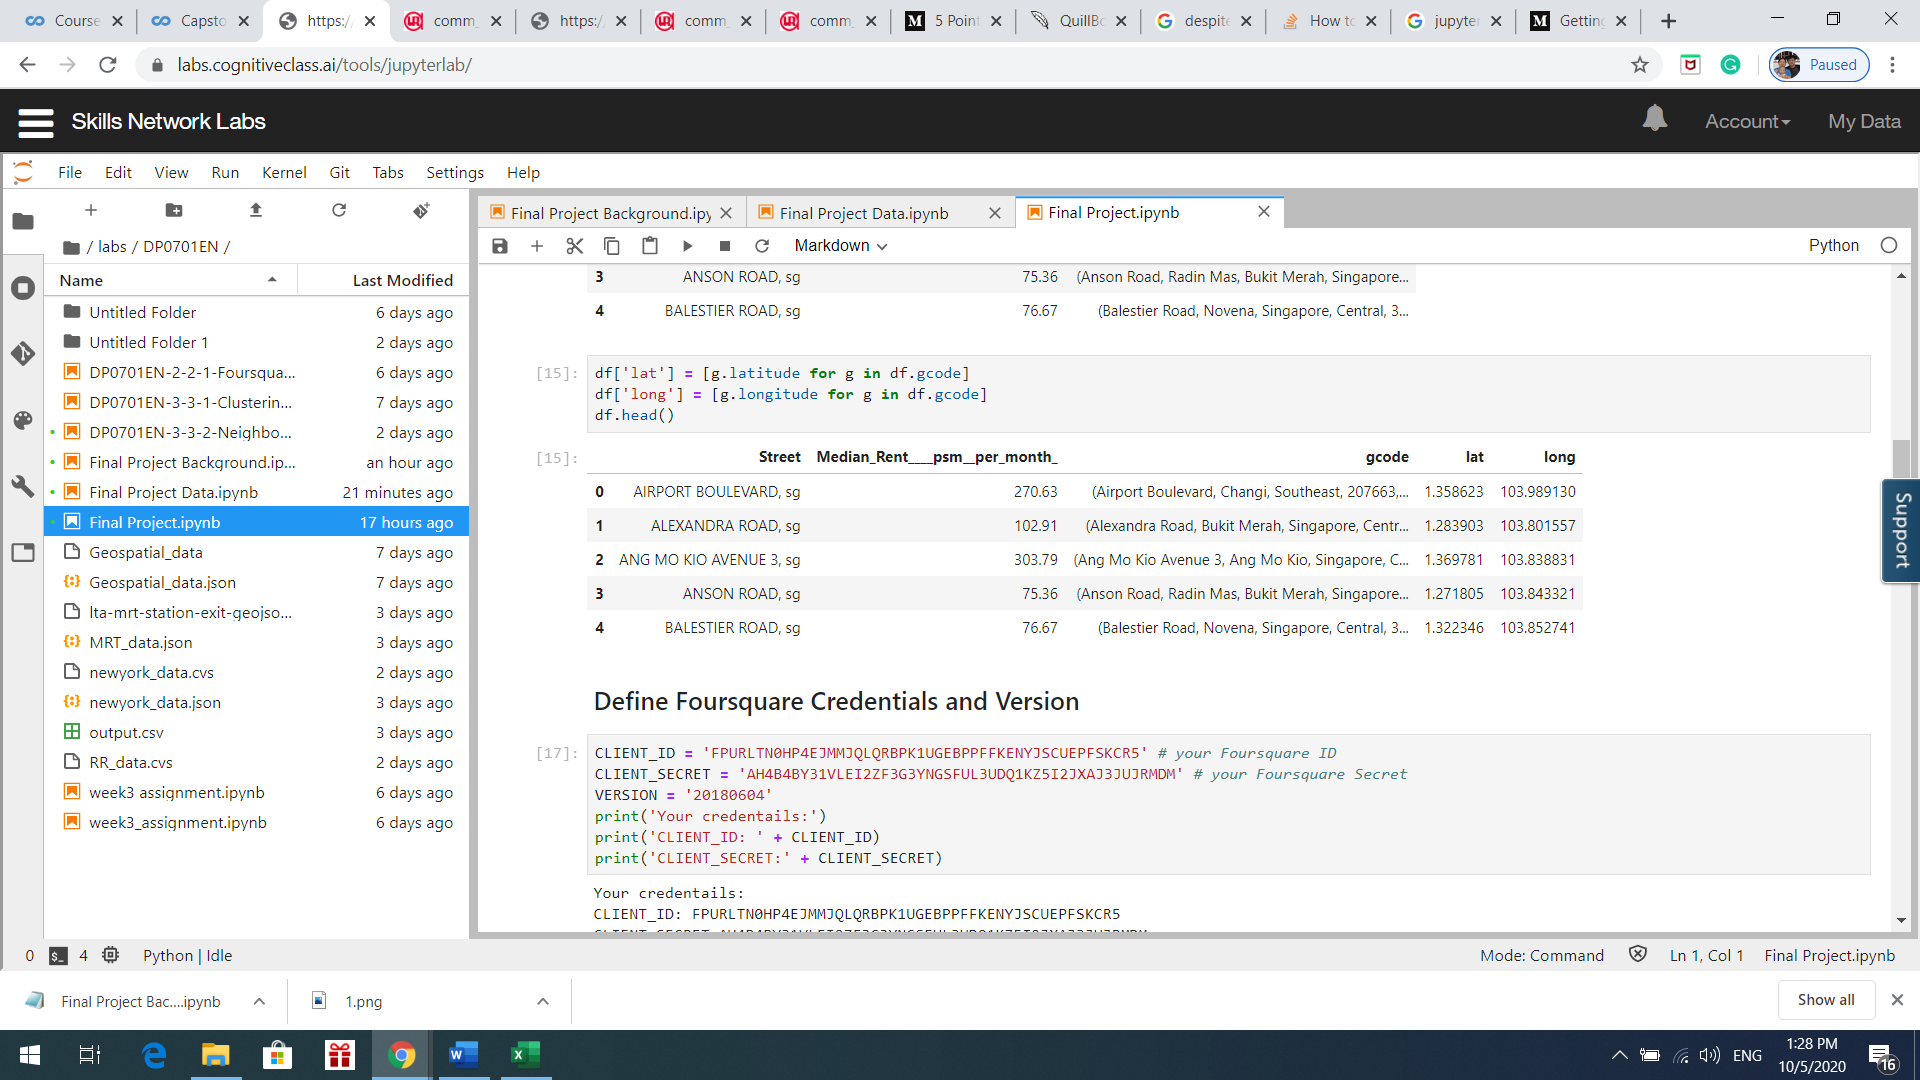 Course
Capsto
https:/
comm_
https:/
comm_
comm_
5 Poin
QuillBo
despite
How to
jupyter
Getting
labs.cognitiveclass.ai/tools/jupyterlab/
Paused
Skills Network Labs
Account
My Data
File Edit View Run Kernel Git Tabs Settings Help
Final Project Background.ipy
Final Project Data.ipynb
Final Project.ipynb
Markdown
Python
/ labs / DP0701EN /
Name Last Modified
Untitled Folder 6 days ago
Untitled Folder 1 2 days ago
DP0701EN-2-2-1-Foursqua... 6 days ago
DP0701EN-3-3-1-Clusterin... 7 days ago
DP0701EN-3-3-2-Neighbo... 2 days ago
Final Project Background.ip... an hour ago
Final Project Data.ipynb 21 minutes ago
Final Project.ipynb 17 hours ago
Geospatial_data 7 days ago
Geospatial_data.json 7 days ago
lta-mrt-station-exit-geojso... 3 days ago
MRT_data.json 3 days ago
newyork_data.cvs 2 days ago
newyork_data.json 3 days ago
output.csv 3 days ago
RR_data.cvs 2 days ago
week3 assignment.ipynb 6 days ago
week3_assignment.ipynb 6 days ago
3 ANSON ROAD, sg 75.36 (Anson Road, Radin Mas, Bukit Merah, Singapore...
4 BALESTIER ROAD, sg 76.67 (Balestier Road, Novena, Singapore, Central, 3...
[15]: df['lat'] = [g.latitude for g in df.gcode]
df['long'] = [g.longitude for g in df.gcode]
df.head()
[15]: Street Median_Rent____psm__per_month_ gcode lat long
0 AIRPORT BOULEVARD, sg 270.63 (Airport Boulevard, Changi, Southeast, 207663,... 1.358623 103.989130
1 ALEXANDRA ROAD, sg 102.91 (Alexandra Road, Bukit Merah, Singapore, Centr... 1.283903 103.801557
2 ANG MO KIO AVENUE 3, sg 303.79 (Ang Mo Kio Avenue 3, Ang Mo Kio, Singapore, C... 1.369781 103.838831
3 ANSON ROAD, sg 75.36 (Anson Road, Radin Mas, Bukit Merah, Singapore... 1.271805 103.843321
4 BALESTIER ROAD, sg 76.67 (Balestier Road, Novena, Singapore, Central, 3... 1.322346 103.852741
Support
Define Foursquare Credentials and Version
[17]: CLIENT_ID = 'FPURLTN0HP4EJMMJQLQRBPK1UGEBPPFFKENYJSCUEPFSKCR5' # your Foursquare ID
CLIENT_SECRET = 'AH4B4BY31VLEI2ZF3G3YNGSFUL3UDQ1KZ5I2JXAJ3JUJRMDM' # your Foursquare Secret
VERSION = '20180604'
print('Your credentails:')
print('CLIENT_ID: ' + CLIENT_ID)
print('CLIENT_SECRET:' + CLIENT_SECRET)
Your credentails:
CLIENT_ID: FPURLTN0HP4EJMMJQLQRBPK1UGEBPPFFKENYJSCUEPFSKCR5
0 4 Python | Idle
Mode: Command Ln 1, Col 1 Final Project.ipynb
Final Project Bac....ipynb
1.png
Show all
ENG
1:28 PM
10/5/2020
16